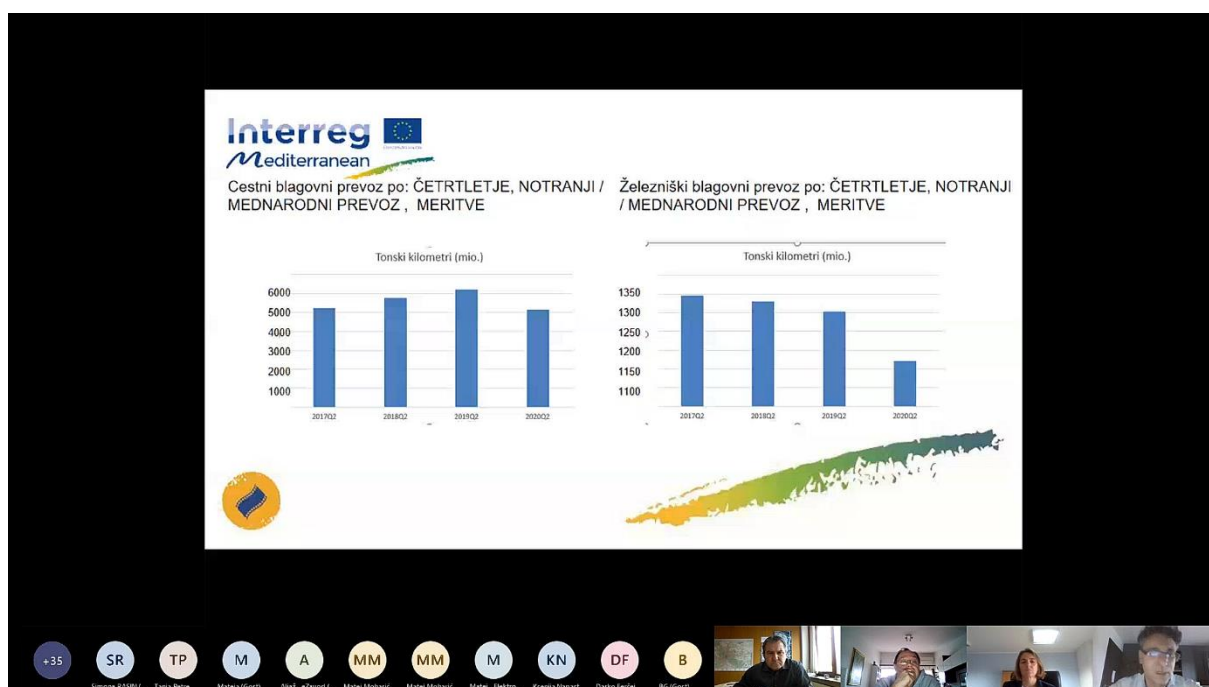 Interreg
Mediterranean
Cestni blagovni prevoz po: ČETRTLETJE, NOTRANJI /
MEDNARODNI PREVOZ , MERITVE
Tonski kilometri (mio.)
6000
5000
4000
3000
2000
1000
2017Q2 2018Q2 2019Q2 2020Q2
Železniški blagovni prevoz po: ČETRTLETJE, NOTRANJI
/ MEDNARODNI PREVOZ , MERITVE
Tonski kilometri (mio.)
1350
1300
1250
1200
1150
1100
2017Q2 2018Q2 2019Q2 2020Q2
+35 SR TP M A MM MM M KN DF B